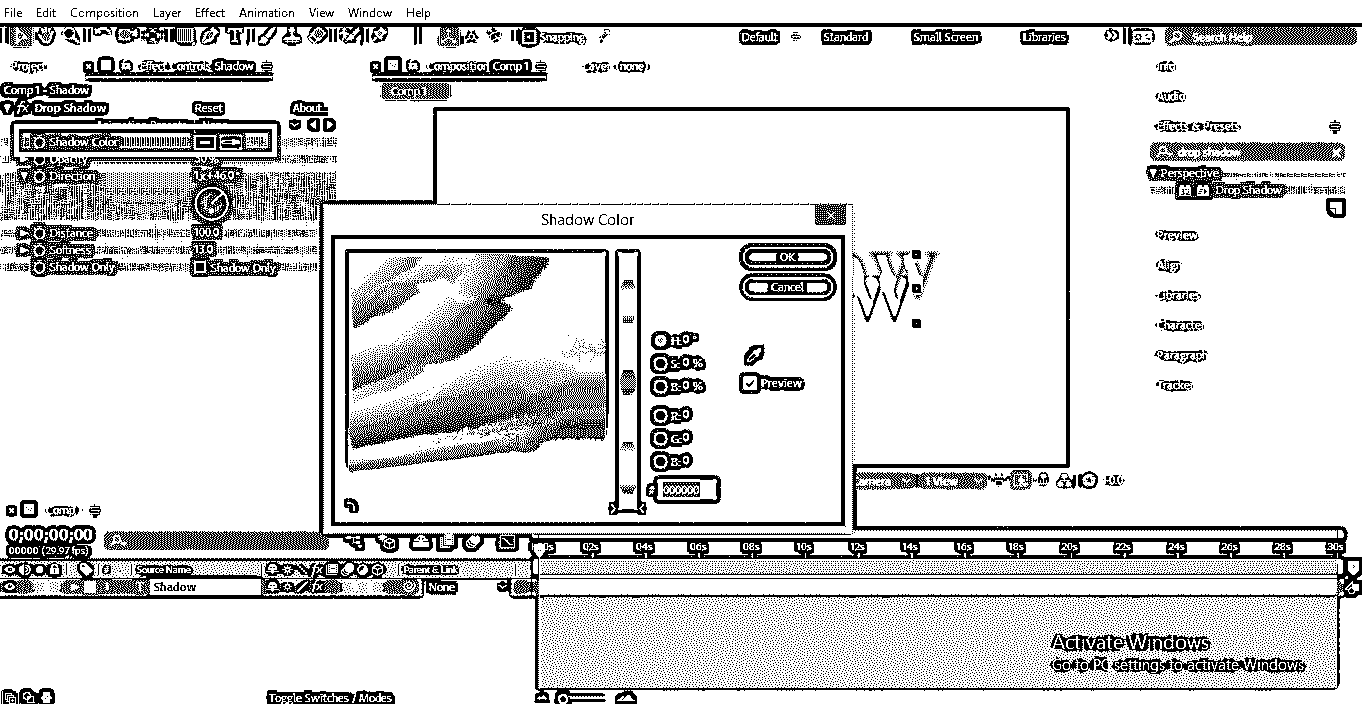 File Edit Composition Layer Effect Animation View Window Help
Snapping Default Standard Small Screen Libraries Search Help
Project Effect Controls Shadow Composition Comp 1 Layer (none) Info
Comp 1 - Shadow Comp 1
fx Drop Shadow Reset About... Audio
Shadow Color
Opacity Effects & Presets
Direction Perspective
Drop Shadow
Distance 100.0 Preview
Softness
Shadow Only Shadow Only Align
Libraries
Character
Paragraph
Tracker
Shadow Color
OK
Cancel
H: 0°
S: 0 %
B: 0 %
Preview
R: 0
G: 0
B: 0
# 000000
0;00;00;00
00000 (29.97 fps)
02s 04s 06s 08s 10s 12s 14s 16s 18s 20s 22s 24s 26s 28s 30s
# Source Name Parent & Link
Shadow None
Activate Windows
Go to PC settings to activate Windows
Toggle Switches / Modes